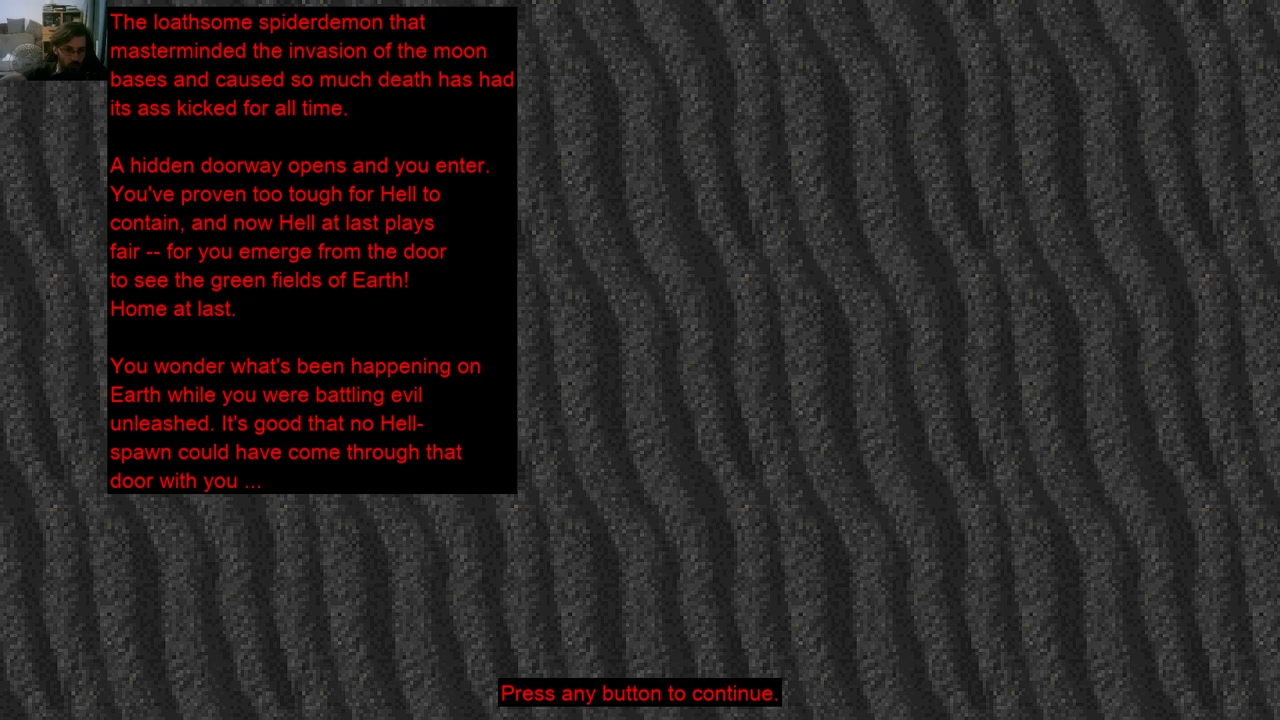 The loathsome spiderdemon that
masterminded the invasion of the moon
bases and caused so much death has had
its ass kicked for all time.
A hidden doorway opens and you enter.
You've proven too tough for Hell to
contain, and now Hell at last plays
fair -- for you emerge from the door
to see the green fields of Earth!
Home at last.
You wonder what's been happening on
Earth while you were battling evil
unleashed. It's good that no Hell-
spawn could have come through that
door with you ...
Press any button to continue.